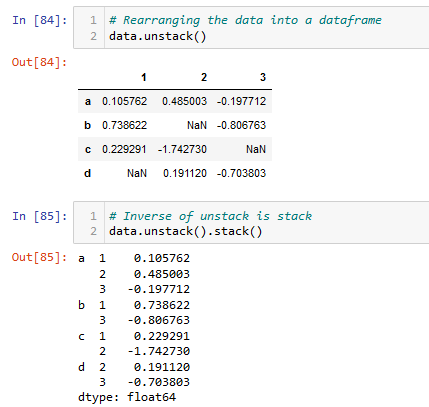 In [84]: 1 # Rearranging the data into a dataframe
2 data.unstack()
Out[84]:
1 2 3
a 0.105762 0.485003 -0.197712
b 0.738622 NaN -0.806763
c 0.229291 -1.742730 NaN
d NaN 0.191120 -0.703803
In [85]: 1 # Inverse of unstack is stack
2 data.unstack().stack()
Out[85]: a 1 0.105762
2 0.485003
3 -0.197712
b 1 0.738622
3 -0.806763
c 1 0.229291
2 -1.742730
d 2 0.191120
3 -0.703803
dtype: float64